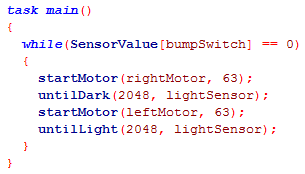 task main()
{
while(SensorValue[bumpSwitch] == 0)
{
startMotor(rightMotor, 63);
untilDark(2048, lightSensor);
startMotor(leftMotor, 63);
untilLight(2048, lightSensor);
}
}